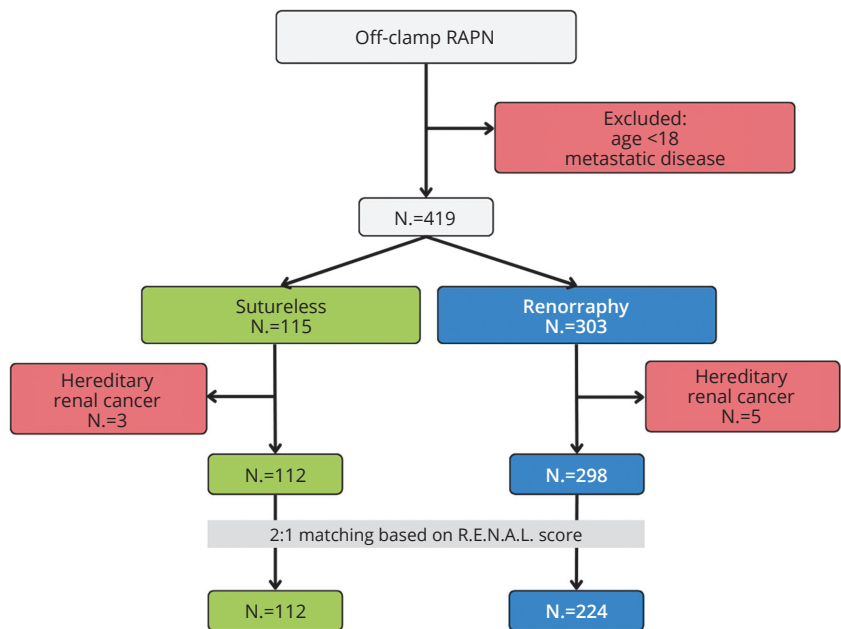 Off-clamp RAPN
Excluded:
age <18
metastatic disease
N.=419
Sutureless
N.=115
Renorraphy
N.=303
Hereditary
renal cancer
N.=3
Hereditary
renal cancer
N.=5
N.=112
N.=298
2:1 matching based on R.E.N.A.L. score
N.=112
N.=224